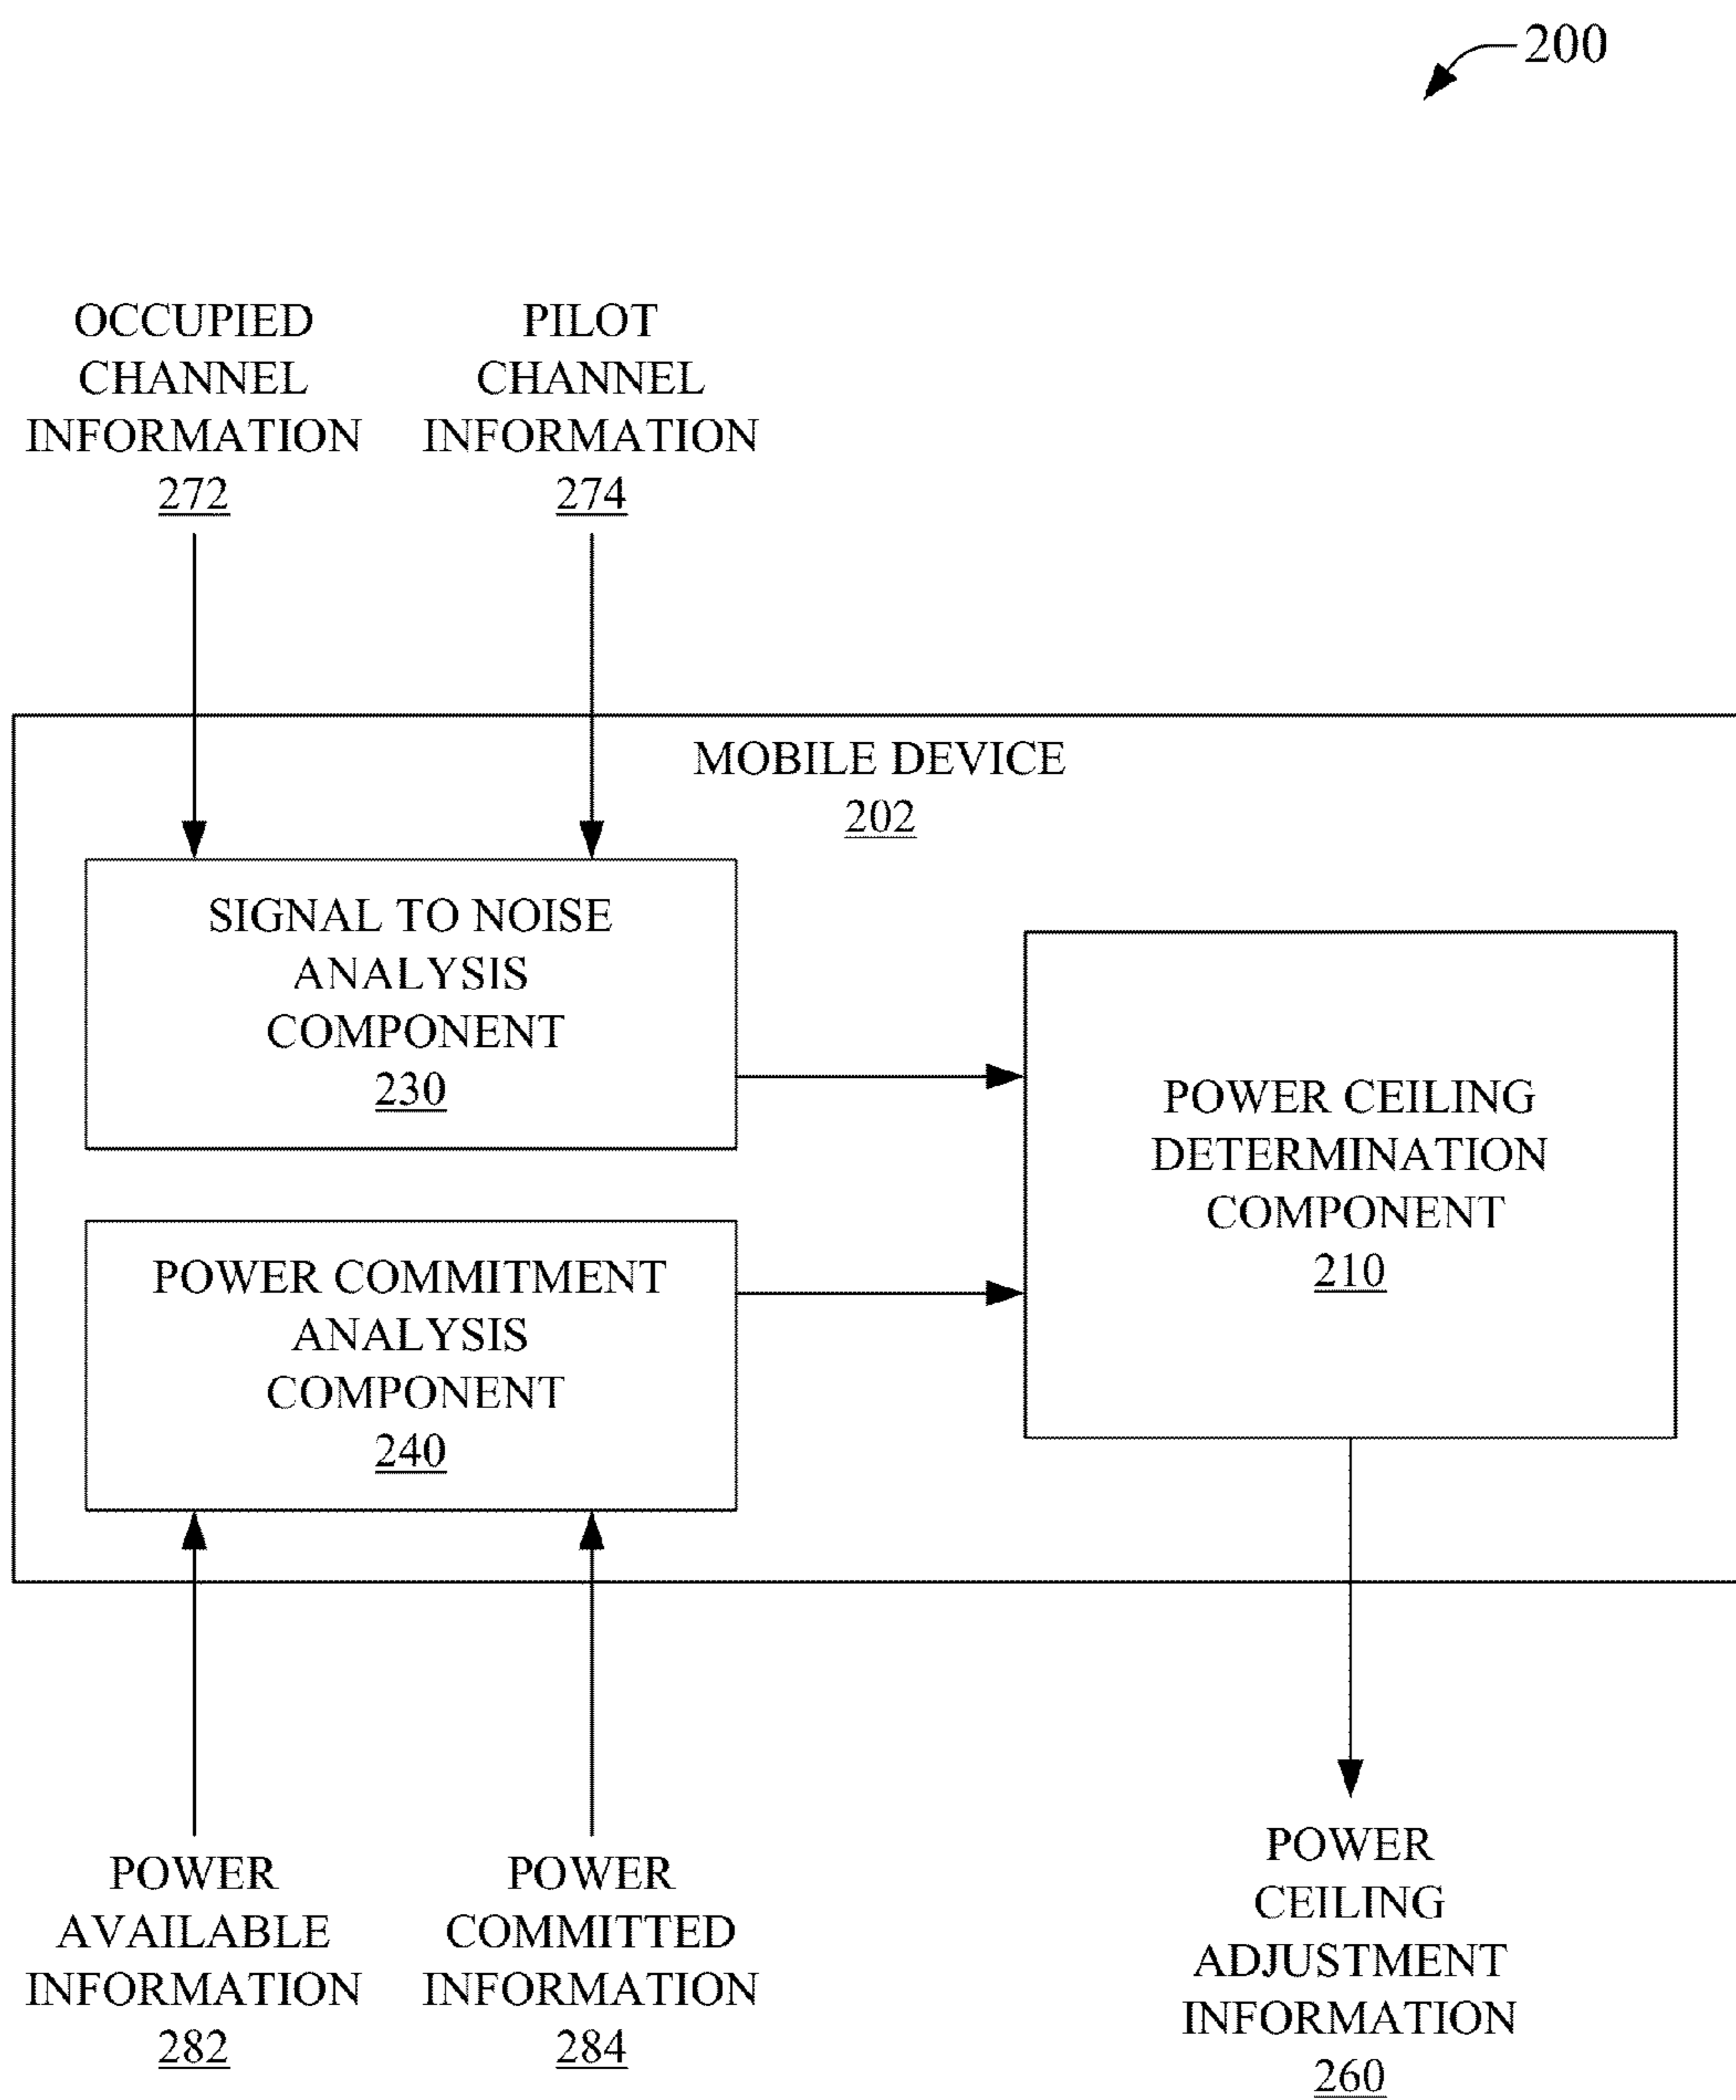 200
OCCUPIED
CHANNEL
INFORMATION
272
PILOT
CHANNEL
INFORMATION
274
MOBILE DEVICE
202
SIGNAL TO NOISE
ANALYSIS
COMPONENT
230
POWER CEILING
DETERMINATION
COMPONENT
210
POWER COMMITMENT
ANALYSIS
COMPONENT
240
POWER
AVAILABLE
INFORMATION
282
POWER
COMMITTED
INFORMATION
284
POWER
CEILING
ADJUSTMENT
INFORMATION
260